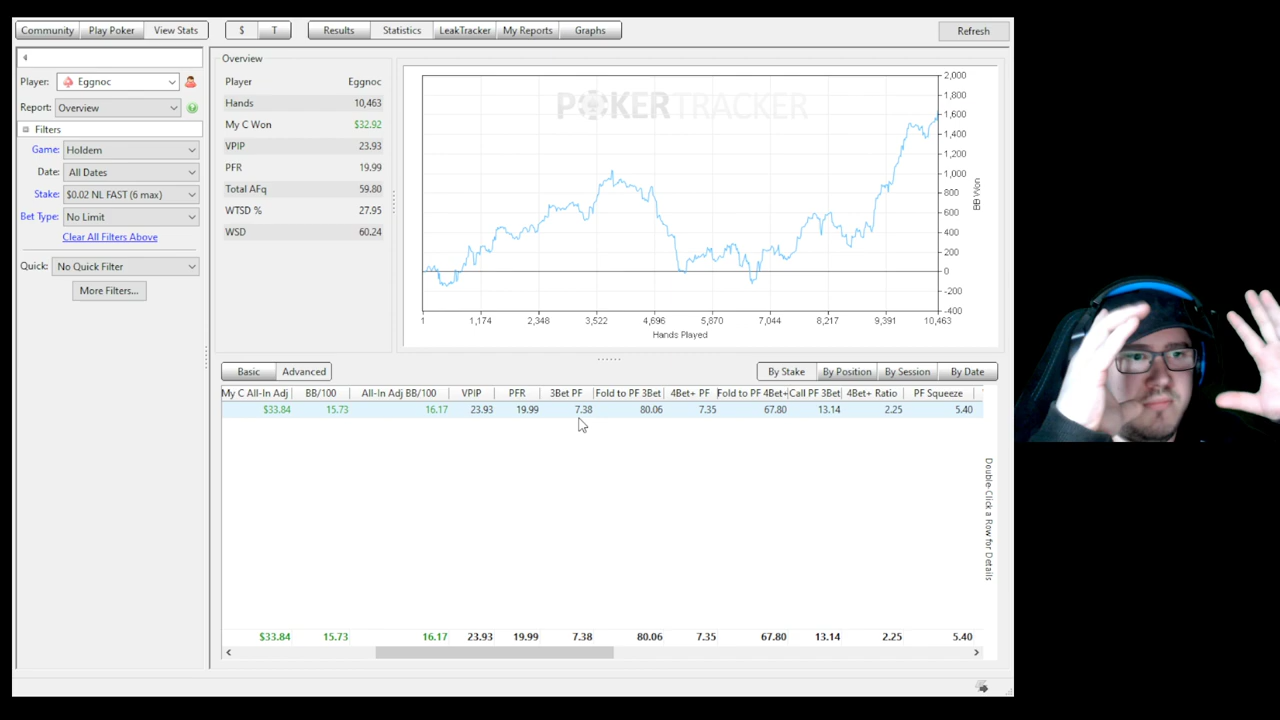 Community Play Poker View Stats $ T Results Statistics LeakTracker My Reports Graphs Refresh
Player: Eggnoc
Report: Overview
Filters
Game: Holdem
Date: All Dates
Stake: $0.02 NL FAST (6 max)
Bet Type: No Limit
Clear All Filters Above
Quick: No Quick Filter
More Filters...
Overview
Player Eggnoc
Hands 10,463
My C Won $32.92
VPIP 23.93
PFR 19.99
Total AFq 59.80
WTSD % 27.95
WSD 60.24
POKERTRACKER
2,000
1,800
1,600
1,400
1,200
1,000
800
600
400
200
0
-200
-400
BB Won
1 1,174 2,348 3,522 4,696 5,870 7,044 8,217 9,391 10,463
Hands Played
Basic Advanced By Stake By Position By Session By Date
My C All-In Adj BB/100 All-In Adj BB/100 VPIP PFR 3Bet PF Fold to PF 3Bet 4Bet+ PF Fold to PF 4Bet+ Call PF 3Bet 4Bet+ Ratio PF Squeeze
$33.84 15.73 16.17 23.93 19.99 7.38 80.06 7.35 67.80 13.14 2.25 5.40
Double-Click a Row for Details
$33.84 15.73 16.17 23.93 19.99 7.38 80.06 7.35 67.80 13.14 2.25 5.40